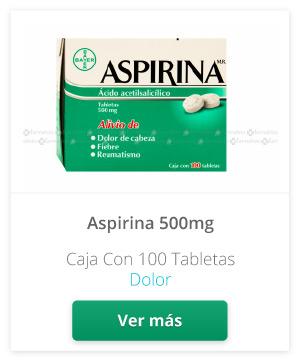 BAYER
ASPIRINA MR
Ácido acetilsalicílico
Tabletas
500 mg
Alivio de
• Dolor de cabeza
• Fiebre
• Reumatismo
Caja con 100 tabletas
Aspirina 500mg
Caja Con 100 Tabletas
Dolor
Ver más